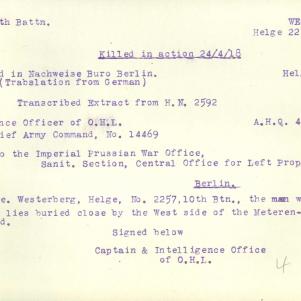 th Battn. WE
Helge 22
Killed in action 24/4/18
d in Nachweise Buro Berlin. Hel
(Trabslation from German)
Transcribed Extract from H.N. 2592
nce Officer of O.H.L A.H.Q. 4
ief Army Command, No. 14469
o the Imperial Prussian War Office,
Sanit. Section, Central Office for Left Prop
Berlin.
e. Westerberg, Helge, No. 2257,10th Btn., the man w
lies buried close by the West side of the Meteren-
d.
Signed below
Captain & Intelligence Office
of O.H.L.
4